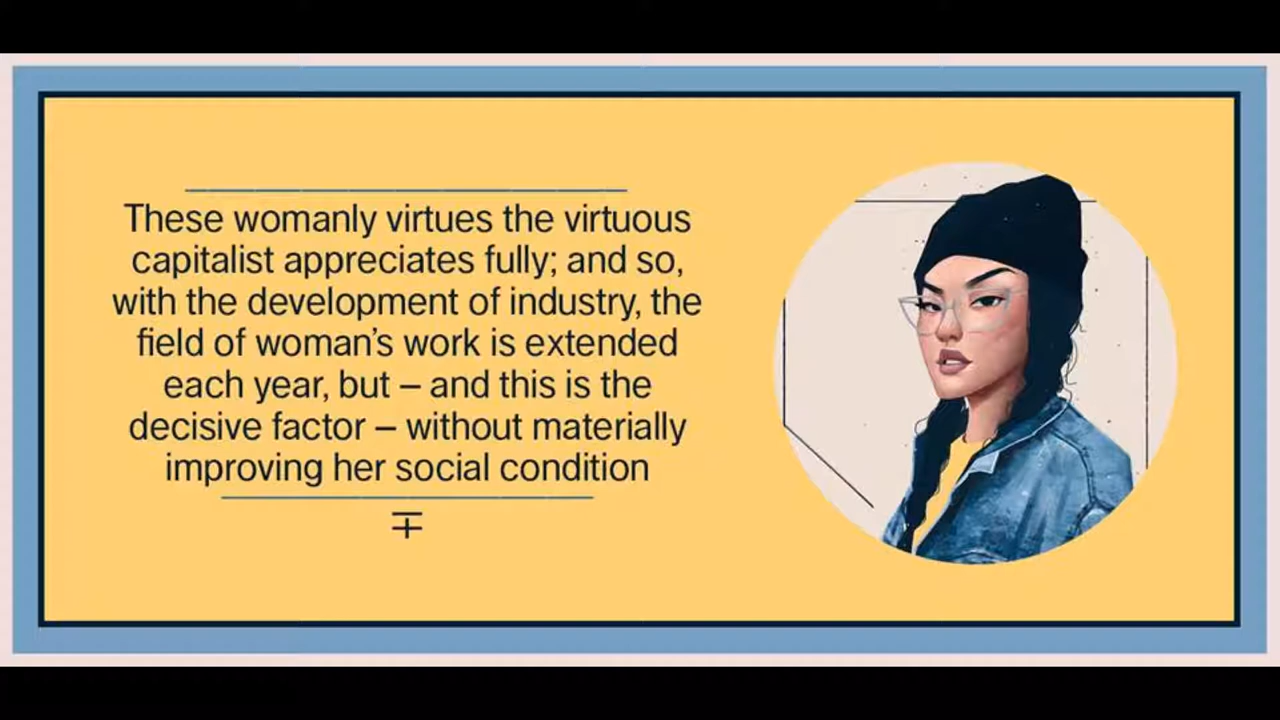 These womanly virtues the virtuous
capitalist appreciates fully; and so,
with the development of industry, the
field of woman’s work is extended
each year, but – and this is the
decisive factor – without materially
improving her social condition